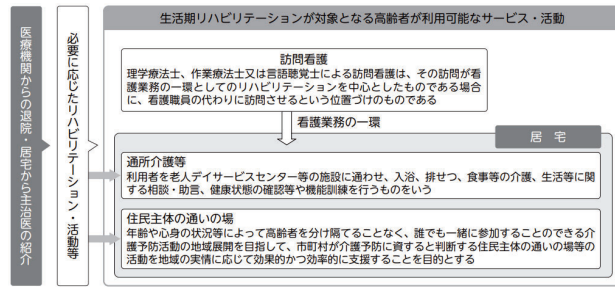 生活期リハビリテーションが対象となる高齢者が利用可能なサービス・活動
医療機関からの退院・居宅から主治医の紹介
必要に応じたリハビリテーション・活動等
訪問看護
理学療法士、作業療法士又は言語聴覚士による訪問看護は、その訪問が看
護業務の一環としてのリハビリテーションを中心としたものである場合
に、看護職員の代わりに訪問させるという位置づけのものである
看護業務の一環
居 宅
通所介護等
利用者を老人デイサービスセンター等の施設に通わせ、入浴、排せつ、食事等の介護、生活等に関
する相談・助言、健康状態の確認等や機能訓練を行うものをいう
住民主体の通いの場
年齢や心身の状況等によって高齢者を分け隔てることなく、誰でも一緒に参加することのできる介
護予防活動の地域展開を目指して、市町村が介護予防に資すると判断する住民主体の通いの場等の
活動を地域の実情に応じて効果的かつ効率的に支援することを目的とする